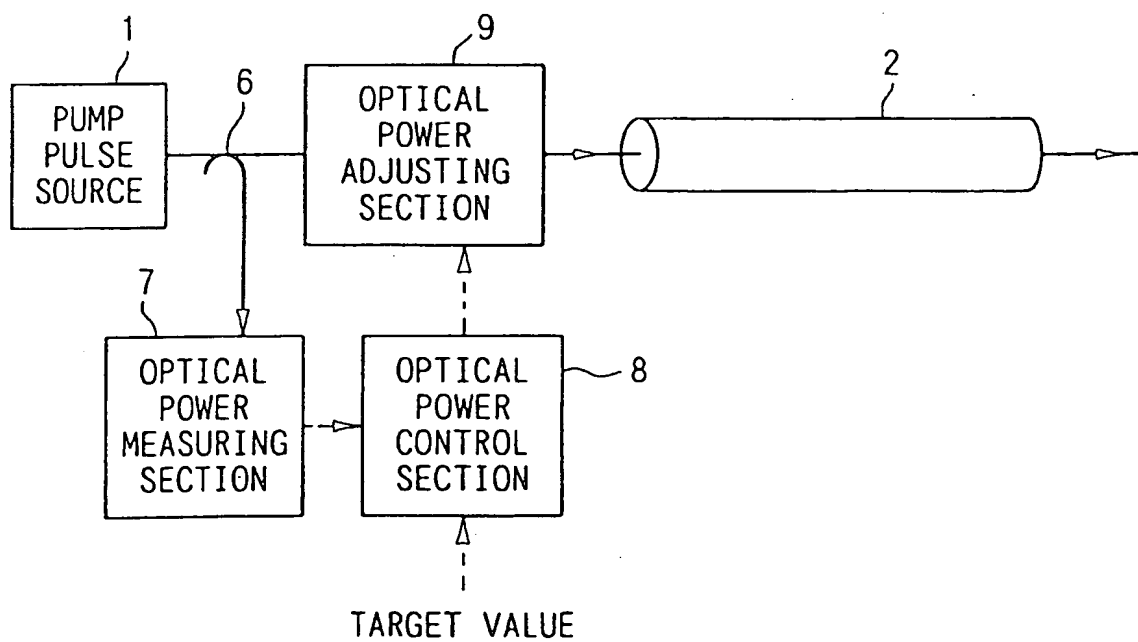 1
6
9
2
PUMP
PULSE
SOURCE
OPTICAL
POWER
ADJUSTING
SECTION
7
OPTICAL
POWER
MEASURING
SECTION
8
OPTICAL
POWER
CONTROL
SECTION
TARGET VALUE